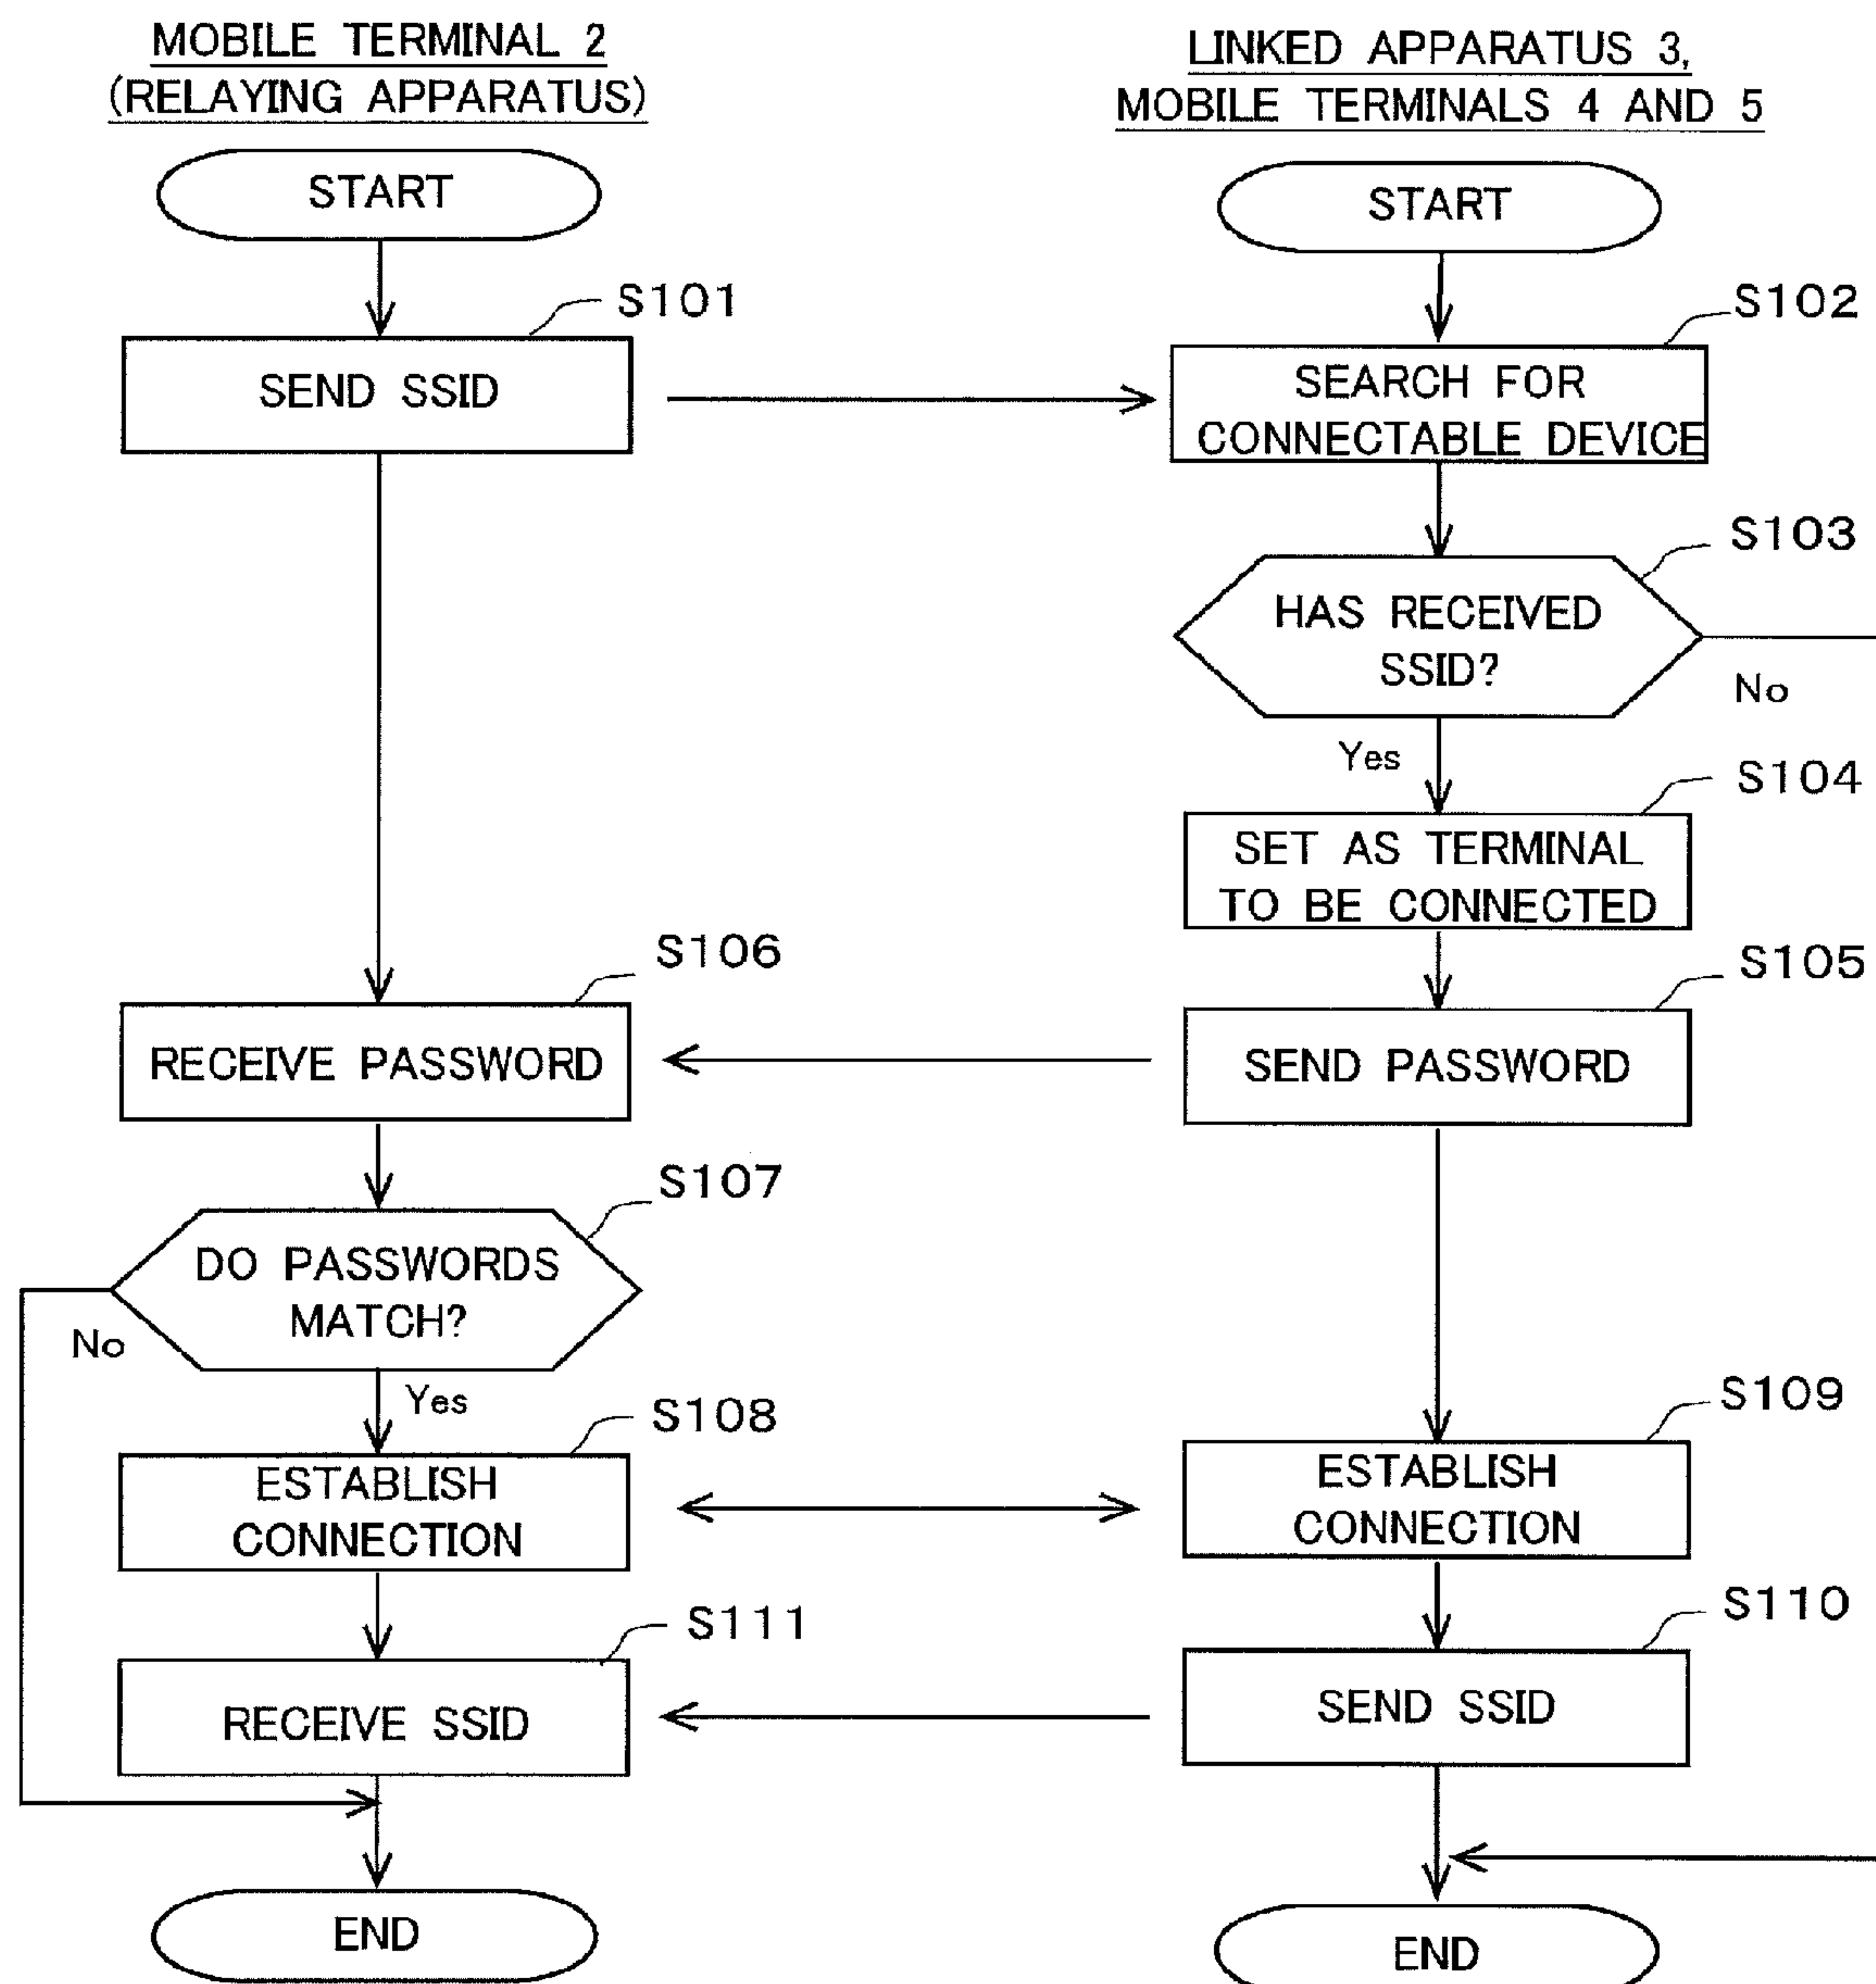 MOBILE TERMINAL 2
(RELAYING APPARATUS)
START
S101
SEND SSID
S106
RECEIVE PASSWORD
S107
DO PASSWORDS
MATCH?
No
Yes
S108
ESTABLISH
CONNECTION
S111
RECEIVE SSID
END
LINKED APPARATUS 3,
MOBILE TERMINALS 4 AND 5
START
S102
SEARCH FOR
CONNECTABLE DEVICE
S103
HAS RECEIVED
SSID?
No
Yes
S104
SET AS TERMINAL
TO BE CONNECTED
S105
SEND PASSWORD
S109
ESTABLISH
CONNECTION
S110
SEND SSID
END